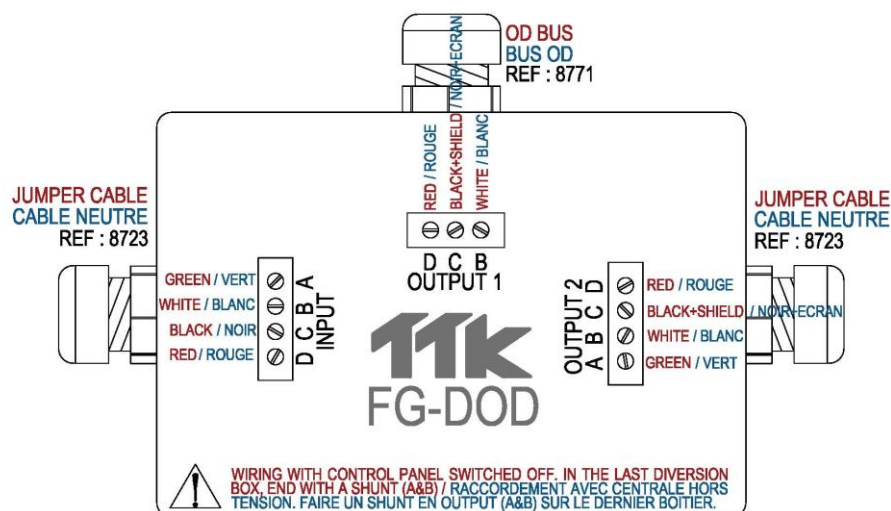 OD BUS
BUS OD
REF : 8771
RED / ROUGE
BLACK+SHIELD / NOIR+ECRAN
WHITE / BLANC
D C B
OUTPUT 1
JUMPER CABLE
CABLE NEUTRE
REF : 8723
GREEN / VERT
WHITE / BLANC
BLACK / NOIR
RED / ROUGE
A
B
C
D
INPUT
JUMPER CABLE
CABLE NEUTRE
REF : 8723
OUTPUT 2
D
C
B
A
RED / ROUGE
BLACK+SHIELD / NOIR+ECRAN
WHITE / BLANC
GREEN / VERT
TTK
FG-DOD
!
WIRING WITH CONTROL PANEL SWITCHED OFF. IN THE LAST DIVERSION
BOX, END WITH A SHUNT (A&B) / RACCORDEMENT AVEC CENTRALE HORS
TENSION. FAIRE UN SHUNT EN OUTPUT (A&B) SUR LE DERNIER BOITIER.